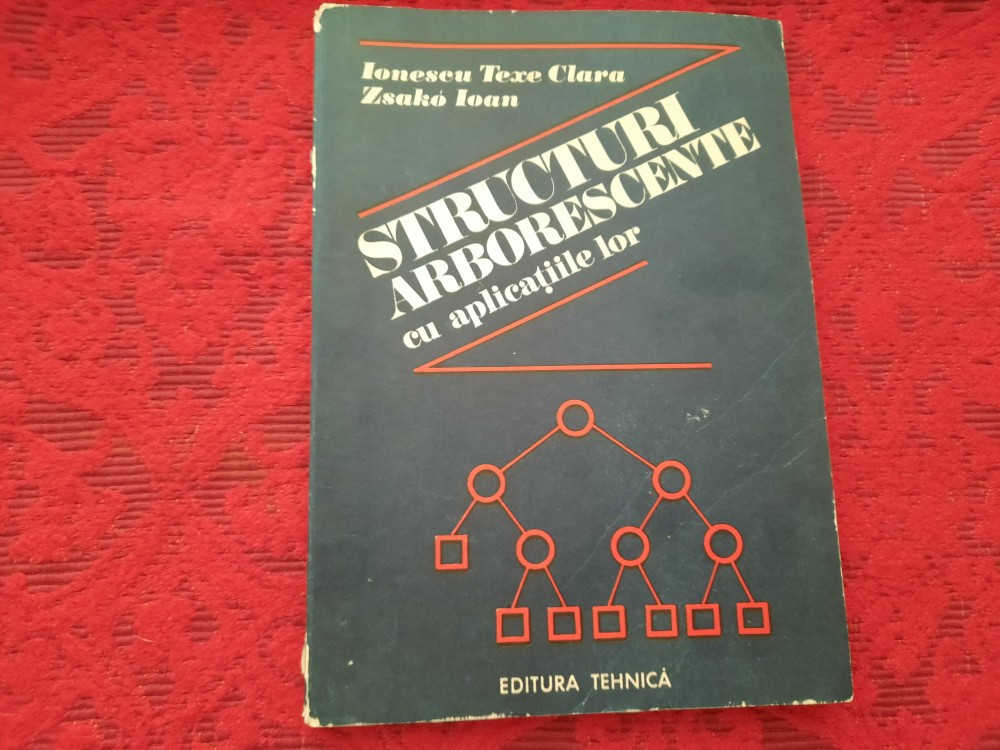 Ionescu Texe Clara
Zsakó Ioan
STRUCTURI
ARBORESCENTE
cu aplicațiile lor
EDITURA TEHNICĂ